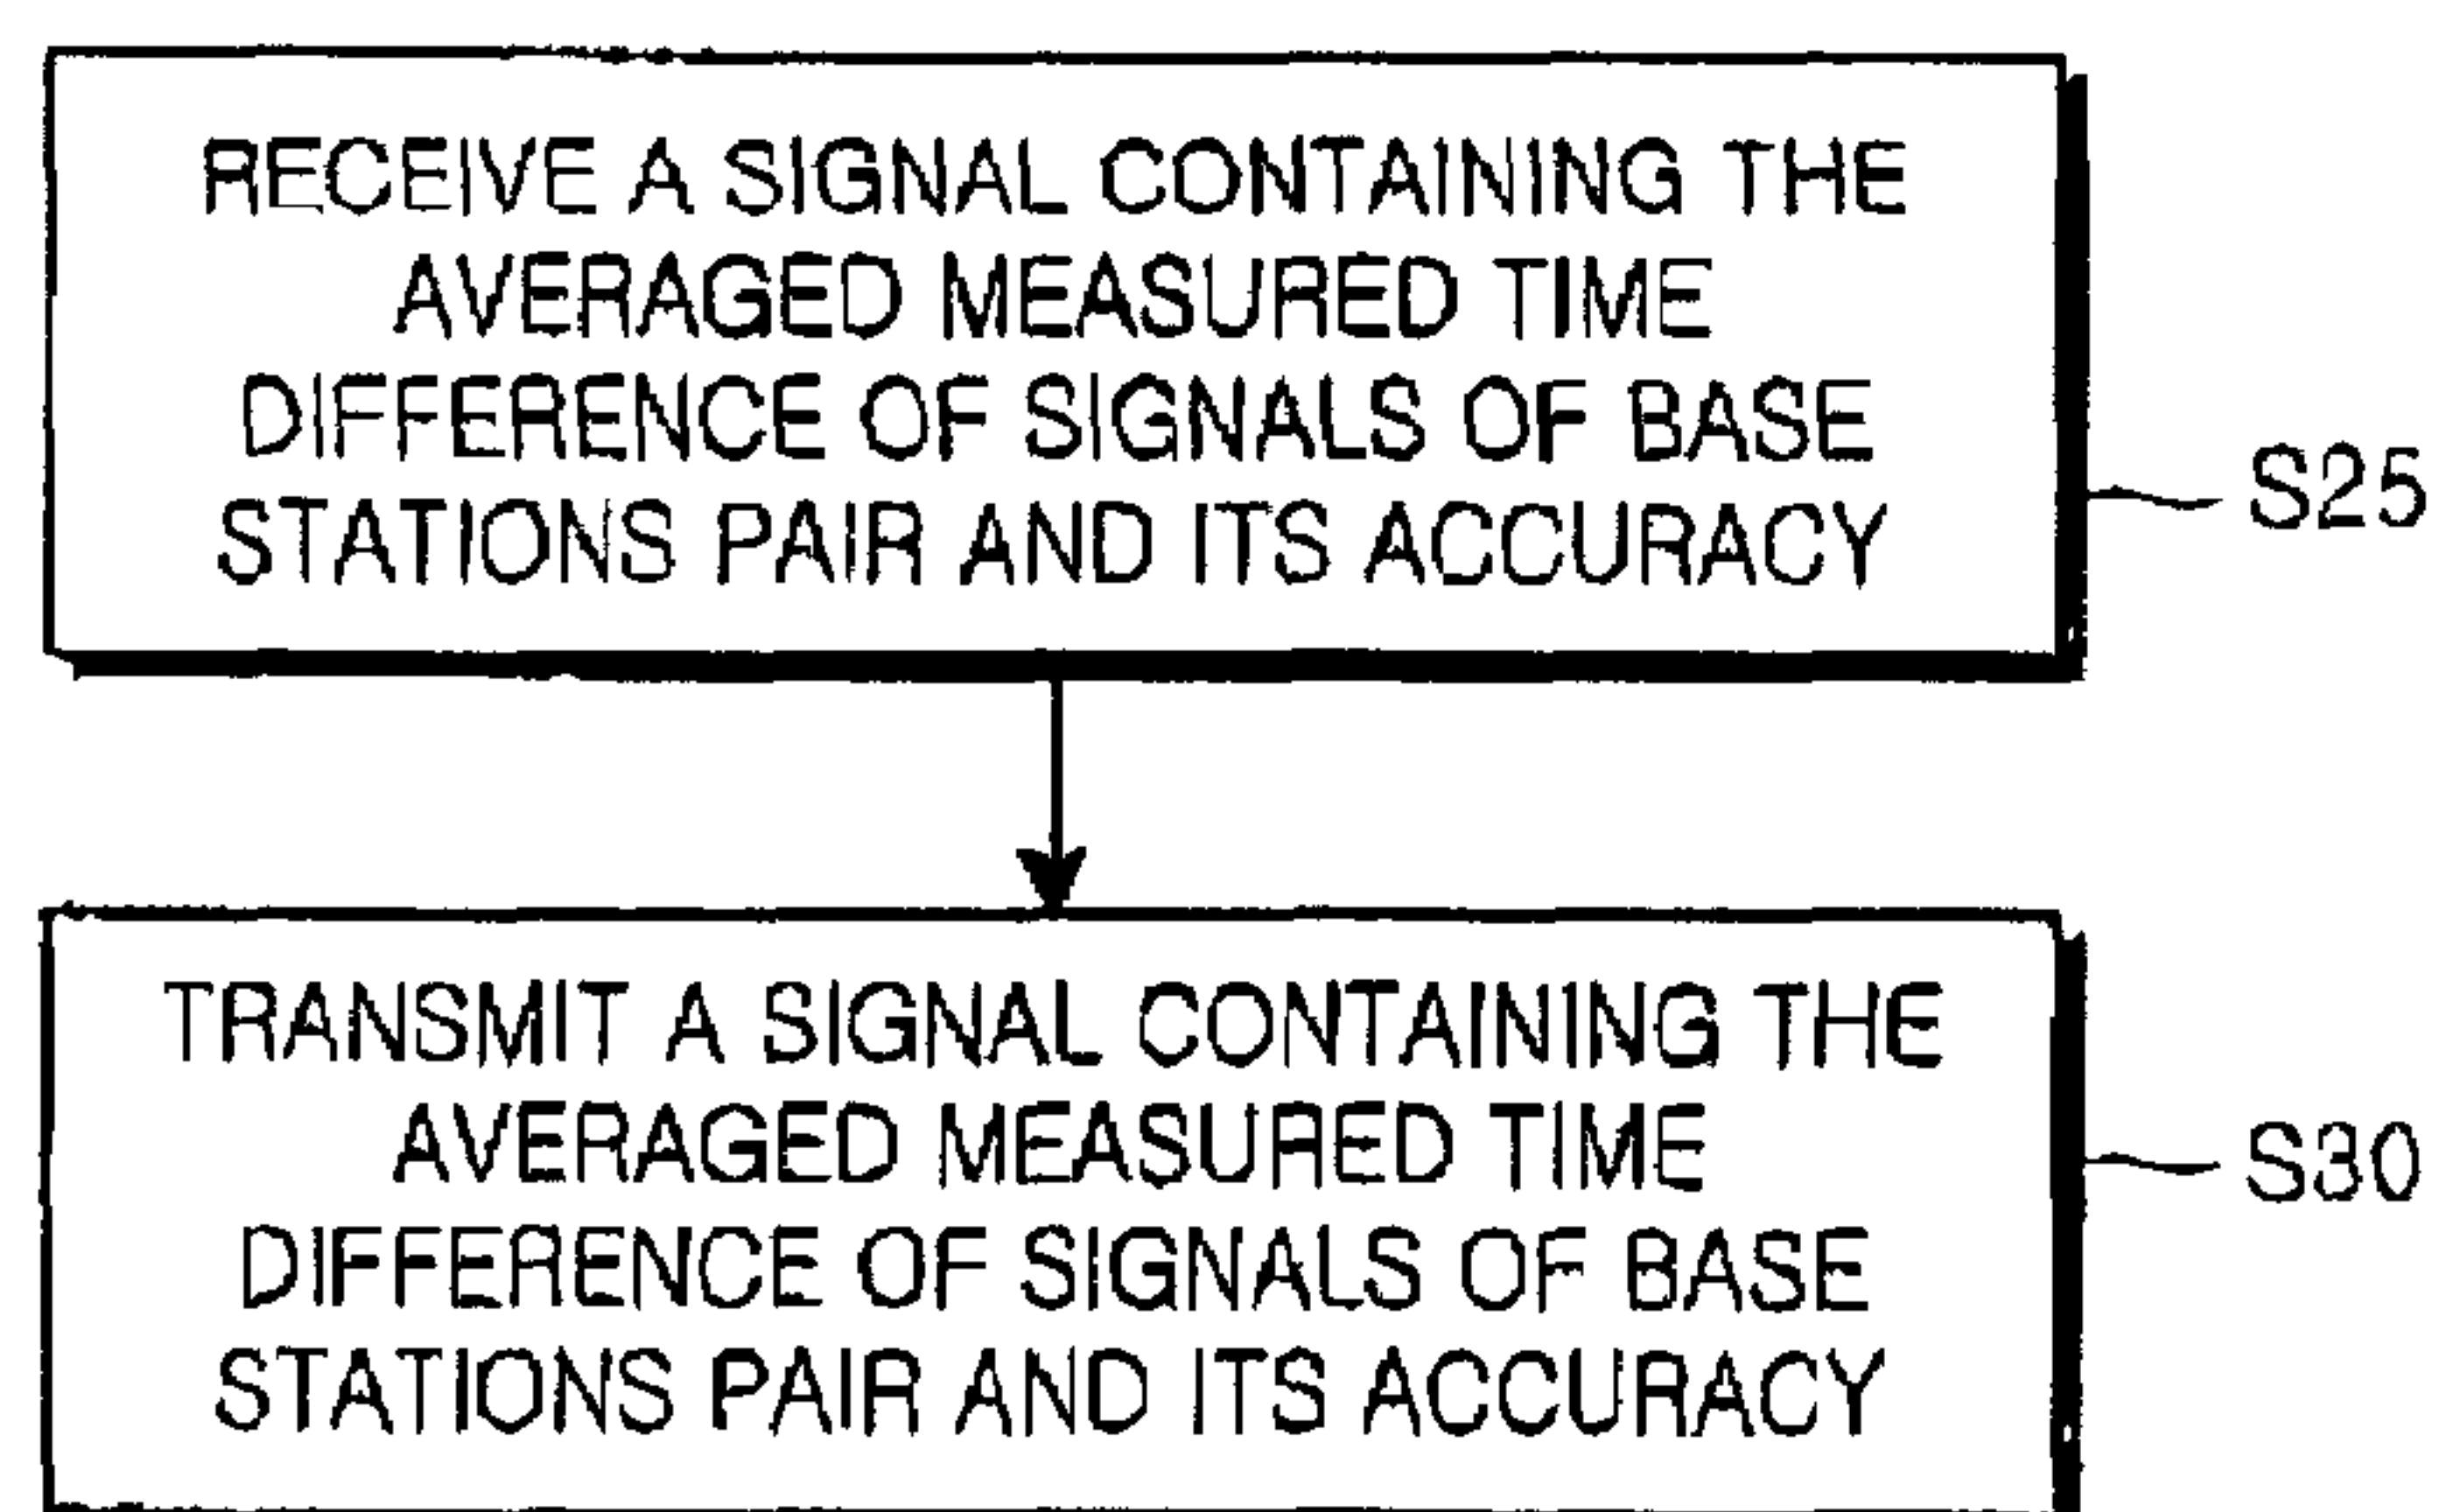 RECEIVE A SIGNAL CONTAINING THE
AVERAGED MEASURED TIME
DIFFERENCE OF SIGNALS OF BASE
STATIONS PAIR AND ITS ACCURACY
S25
TRANSMIT A SIGNAL CONTAINING THE
AVERAGED MEASURED TIME
DIFFERENCE OF SIGNALS OF BASE
STATIONS PAIR AND ITS ACCURACY
S30